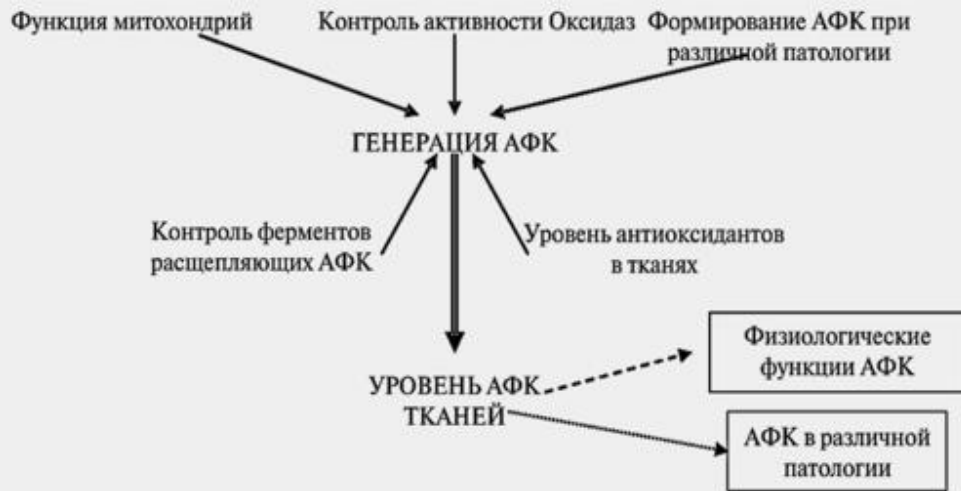 Функция митохондрий
Контроль активности Оксидаз
Формирование АФК при
различной патологии
ГЕНЕРАЦИЯ АФК
Контроль ферментов
расщепляющих АФК
Уровень антиоксидантов
в тканях
УРОВЕНЬ АФК
ТКАНЕЙ
Физиологические
функции АФК
АФК в различной
патологии